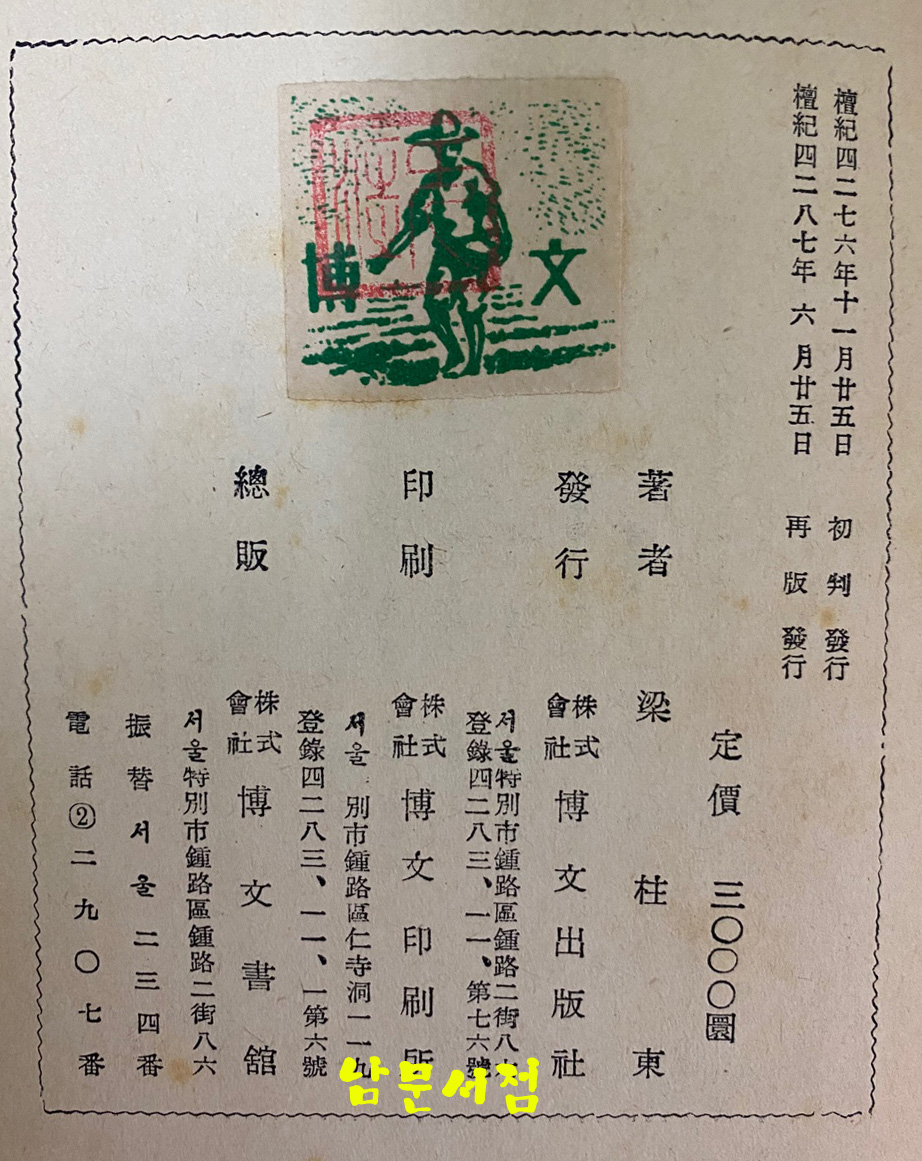 檀紀四二七六年十一月廿五日 初判發行
檀紀四二八七年 六 月廿五日 再版發行
定價 三〇〇〇圜
著者 梁柱東
發行 株式會社 博文出版社
서울特別市鍾路區鍾路二街八六
登錄四二八三、一一、第七六號
印刷 株式會社 博文印刷所
서울 別市鍾路區仁寺洞一一九
登錄四二八三、一一、一第六號
總販 株式會社 博文書舘
서울特別市鍾路區鍾路二街八六
振替서울二三四番
電話②二九〇七番
博文
남문서점